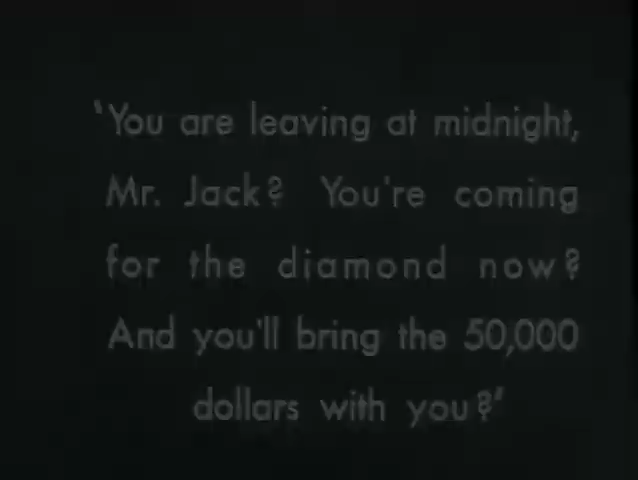 "You are leaving at midnight,
Mr. Jack? You're coming
for the diamond now?
And you'll bring the 50,000
dollars with you?"